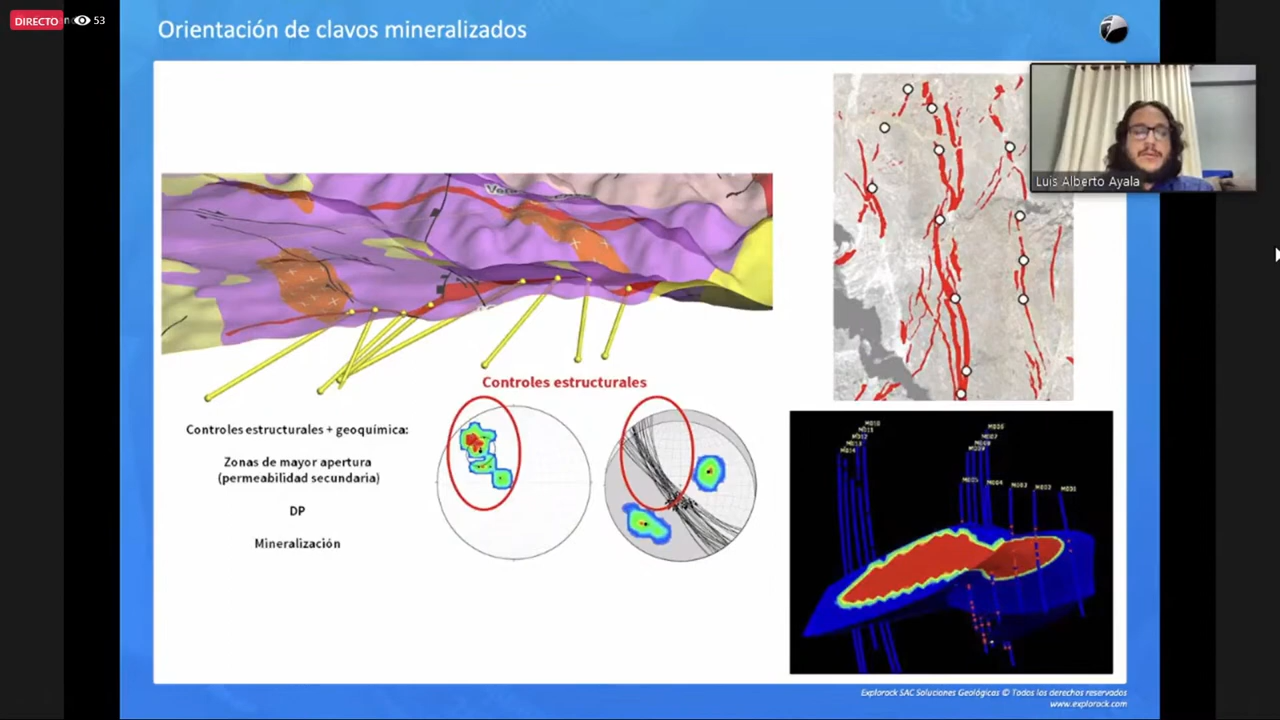 DIRECTO
53
Orientación de clavos mineralizados
Luis Alberto Ayala
Controles estructurales
Controles estructurales + geoquímica:
Zonas de mayor apertura
(permeabilidad secundaria)
DP
Mineralización
Explorock SAC Soluciones Geológicas © Todos los derechos reservados
www.explorock.com